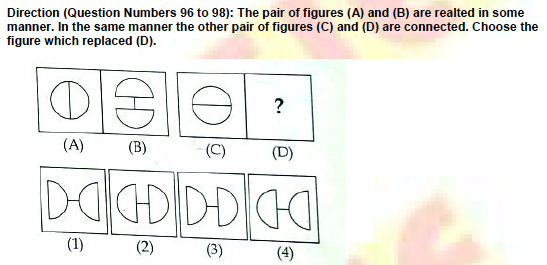 Direction (Question Numbers 96 to 98): The pair of figures (A) and (B) are realted in some
manner. In the same manner the other pair of figures (C) and (D) are connected. Choose the
figure which replaced (D).
?
(A) (B) (C) (D)
(1) (2) (3) (4)